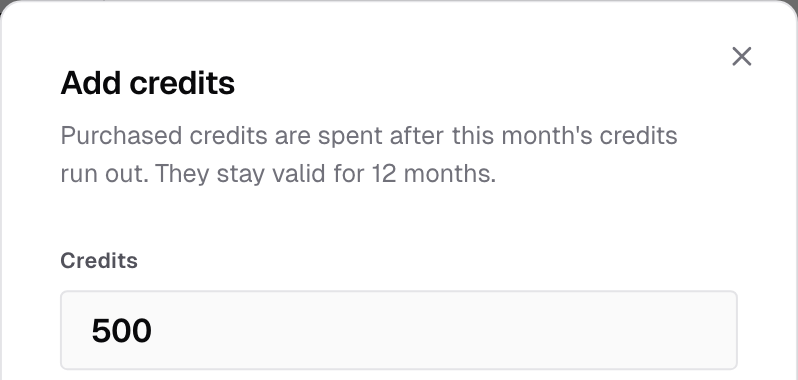 Add credits
Purchased credits are spent after this month's credits
run out. They stay valid for 12 months.
Credits
500